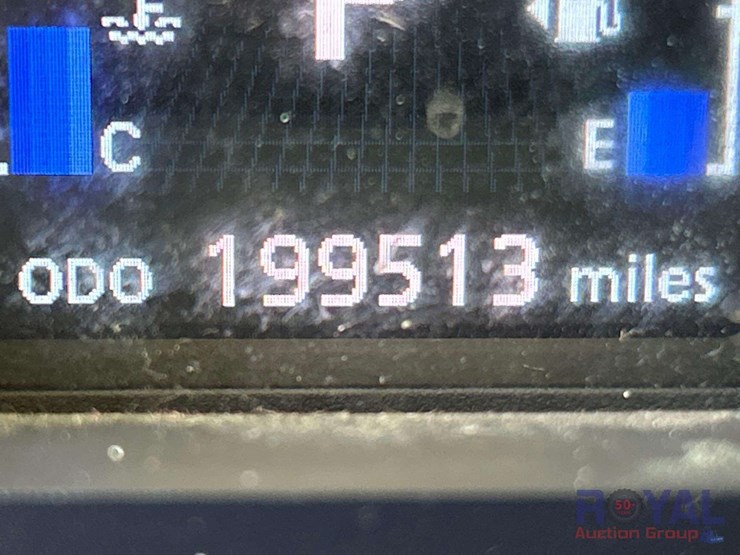 C
E
ODO 199513 miles
ROYAL
50
Auction Group